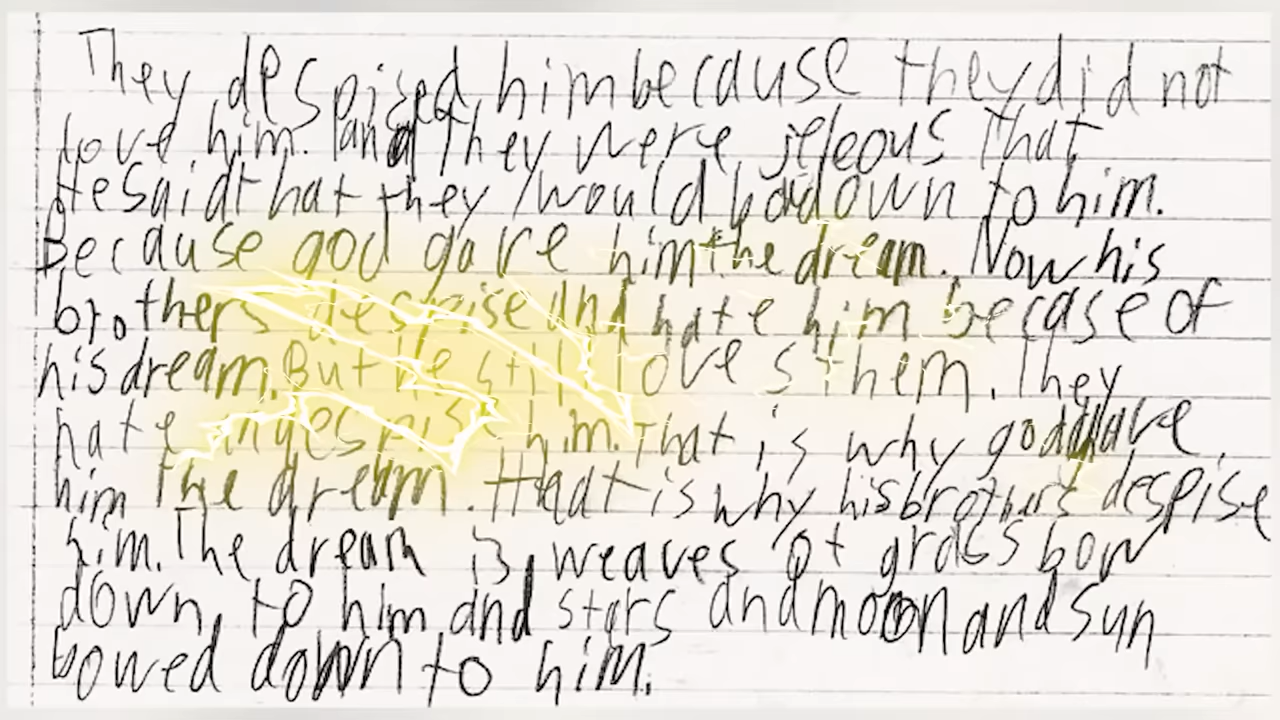 They despised him because they did not
love him. and They were jeleous That
He said that they would bow down to him.
Because god gave him the dream. Now his
brothers despise and hate him becase of
his dream. But he still loves them. They
hate an despise him. That is why god gave
him The dream. thadt is why his brothers despise
him. The dream is weaves of grass bow
down to him and stars and moon and sun
bowed down to him.